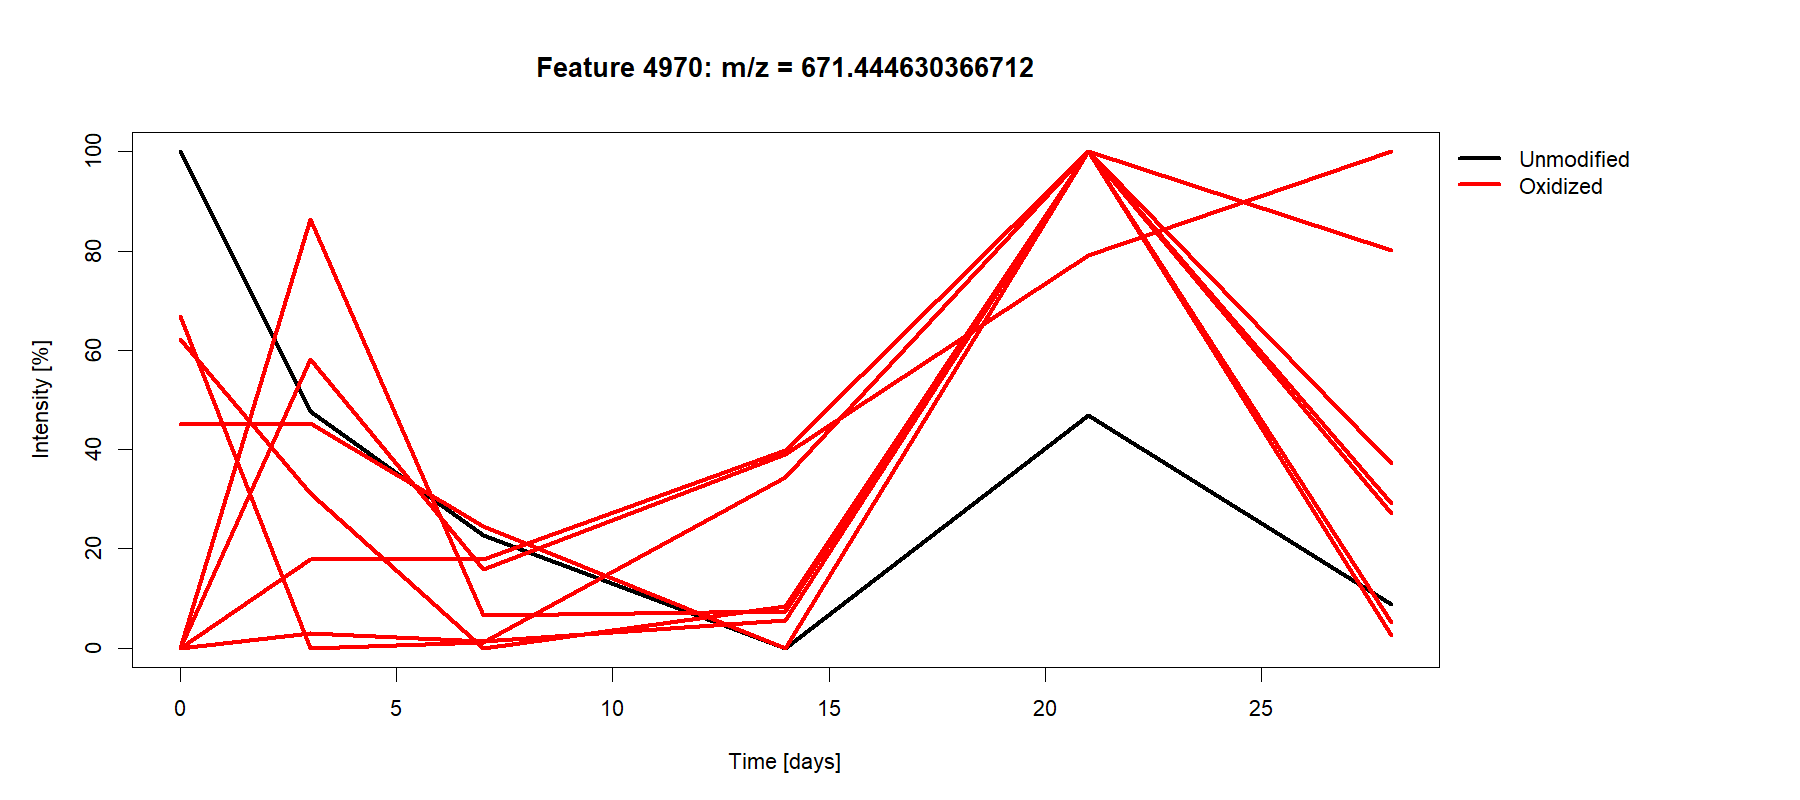 Feature 4970: m/z = 671.444630366712
Unmodified
Oxidized
Intensity [%]
100
80
60
40
20
0
0 5 10 15 20 25
Time [days]